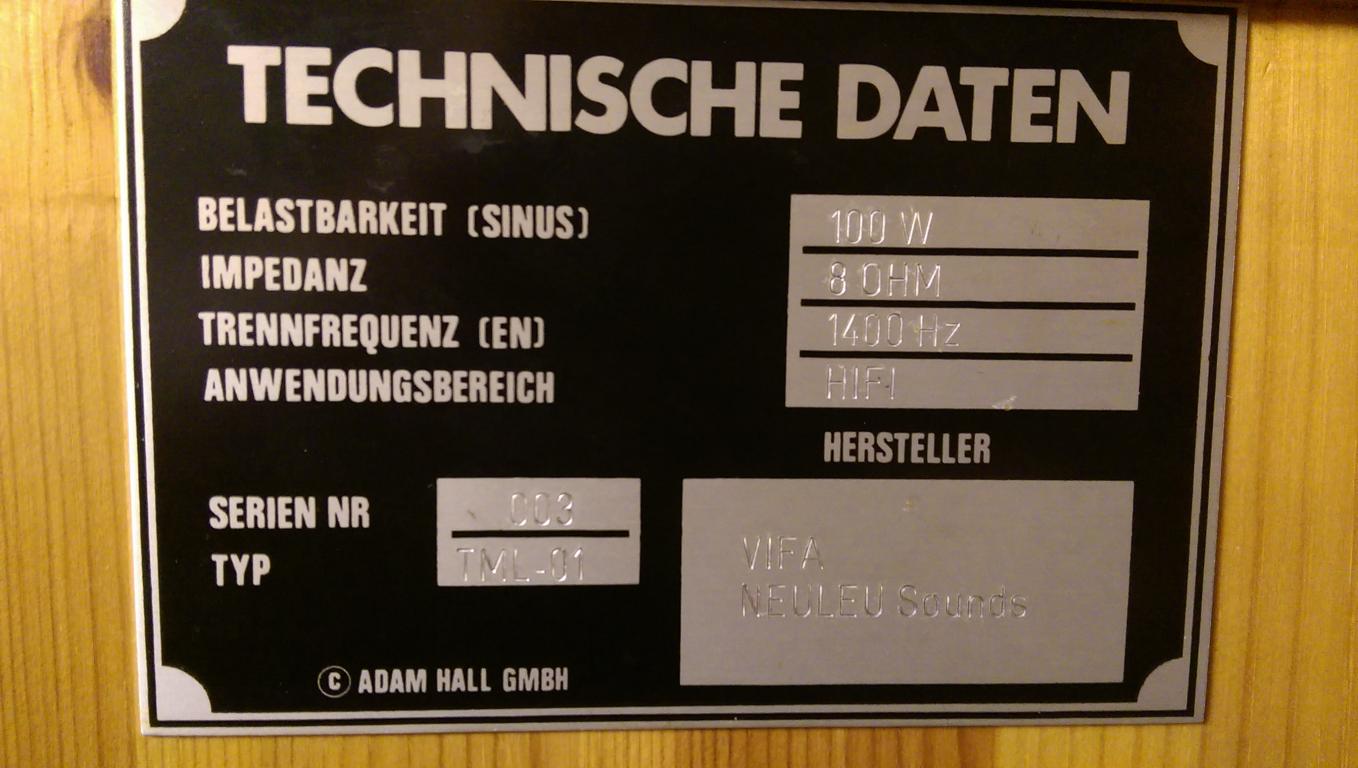 TECHNISCHE DATEN
BELASTBARKEIT (SINUS) 100 W
IMPEDANZ 8 OHM
TRENNFREQUENZ (EN) 1400 Hz
ANWENDUNGSBEREICH HIFI
HERSTELLER
SERIEN NR 003
TYP TML-01
VIFA
NEULEU Sounds
© ADAM HALL GMBH